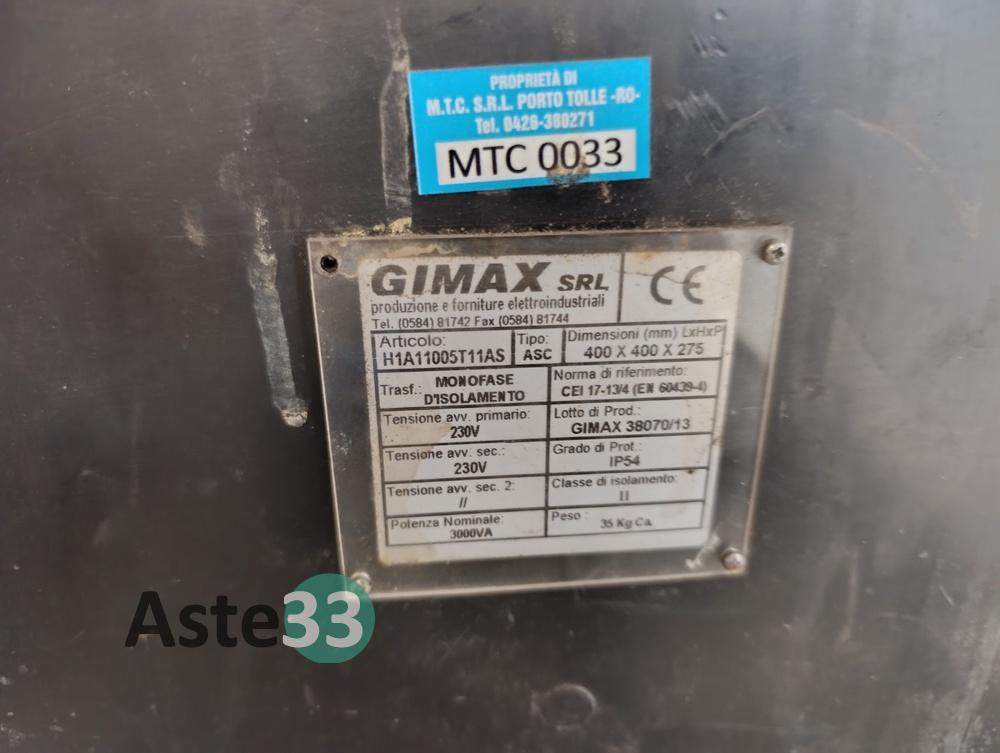 PROPRIETÀ DI
M.T.C. S.R.L. PORTO TOLLE -RO-
Tel. 0426-380271
MTC 0033
GIMAX SRL
produzione e forniture elettroindustriali
Tel. (0584) 81742 Fax (0584) 81744
CE
Articolo:
H1A11005T11AS
Tipo:
ASC
Dimensioni (mm) LxHxP
400 X 400 X 275
Trasf.: MONOFASE
D'ISOLAMENTO
Norma di riferimento:
CEI 17-13/4 (EN 60439-4)
Tensione avv. primario:
230V
Lotto di Prod.:
GIMAX 38070/13
Tensione avv. sec.:
230V
Grado di Prot.:
IP54
Tensione avv. sec. 2:
//
Classe di isolamento:
II
Potenza Nominale:
3000VA
Peso :
35 Kg Ca.
Aste33